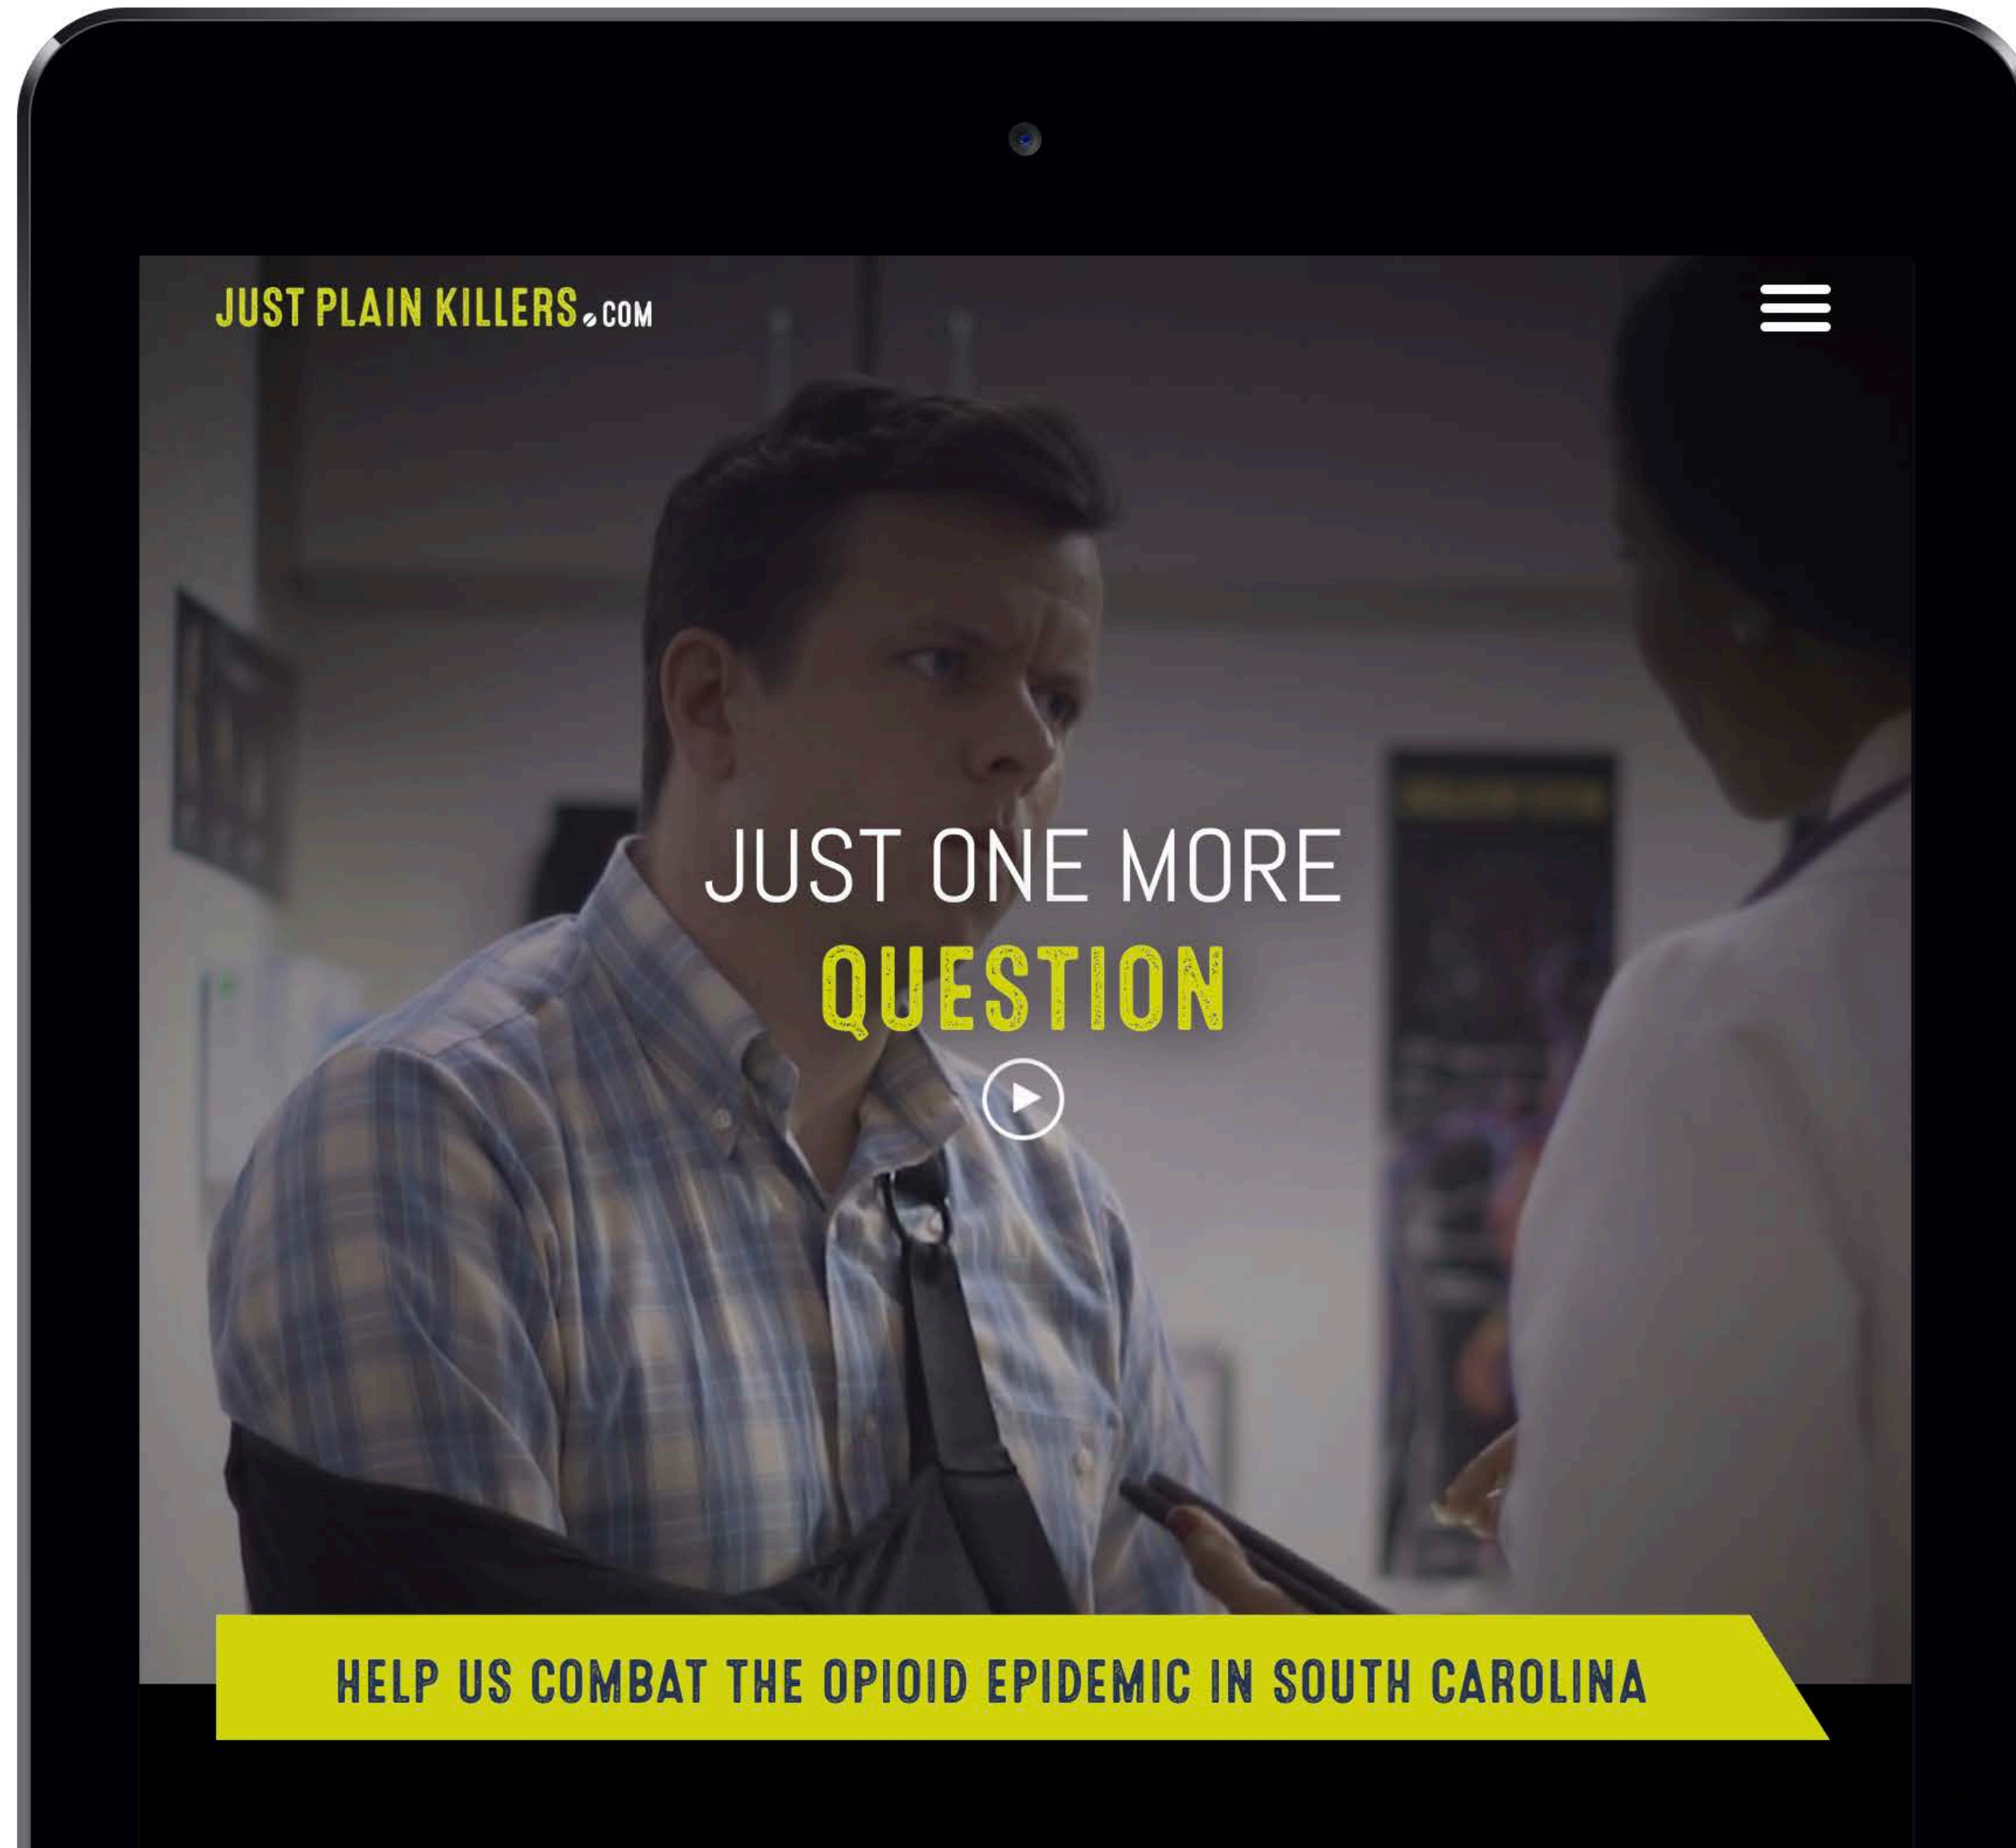 JUST PLAIN KILLERS.COM
JUST ONE MORE
QUESTION
HELP US COMBAT THE OPIOID EPIDEMIC IN SOUTH CAROLINA